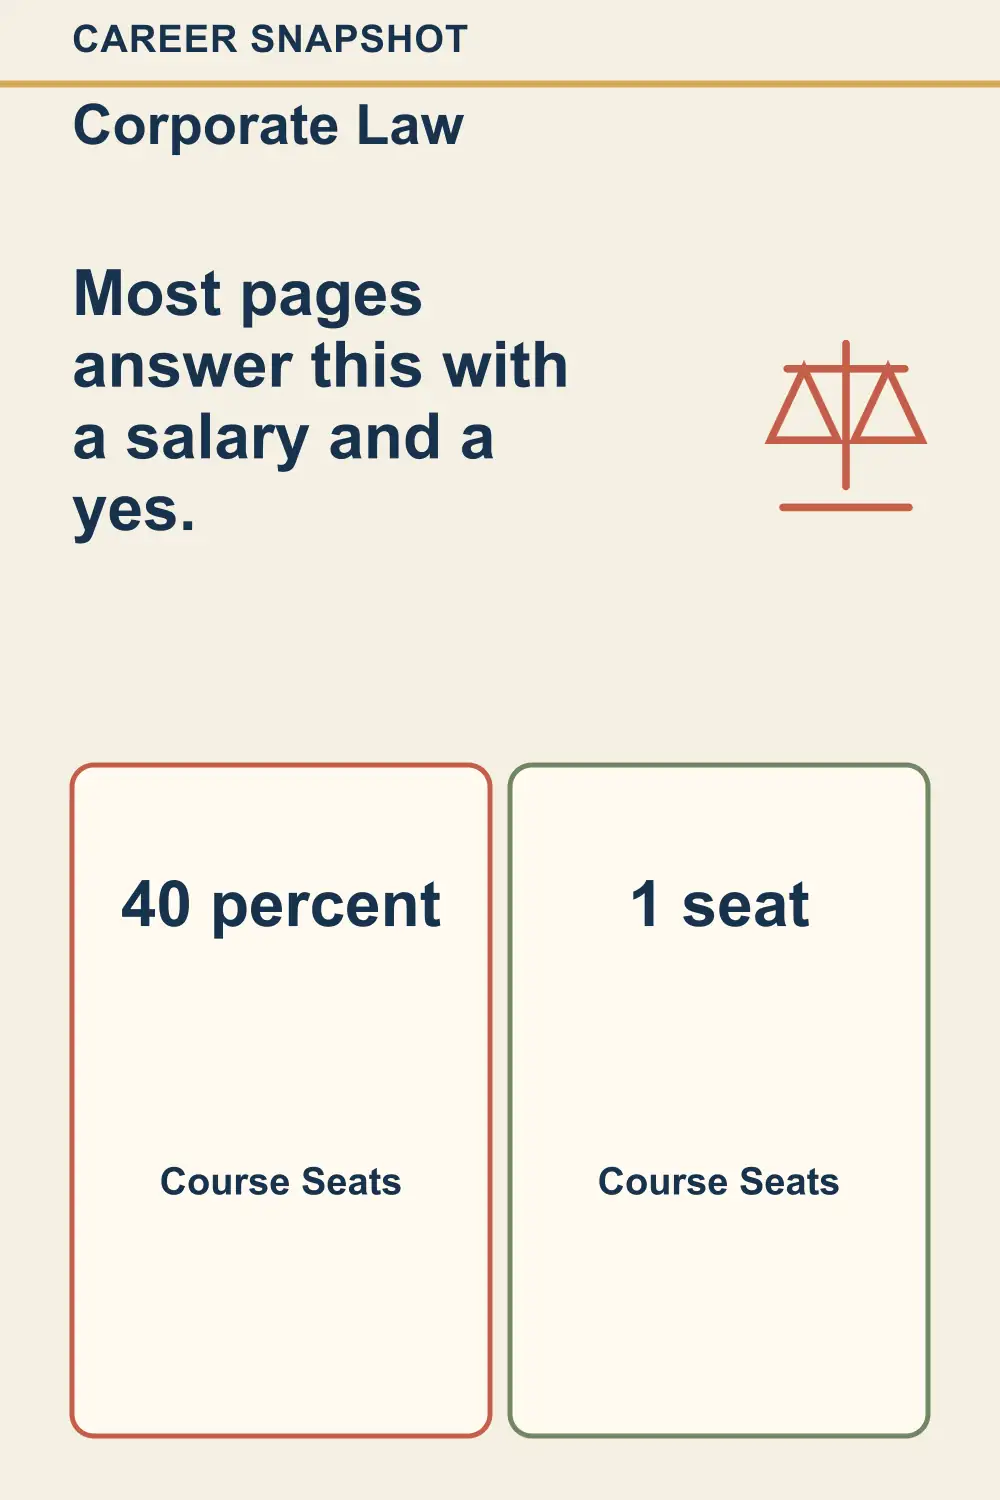 CAREER SNAPSHOT
Corporate Law
Most pages
answer this with
a salary and a
yes.
40 percent
Course Seats
1 seat
Course Seats